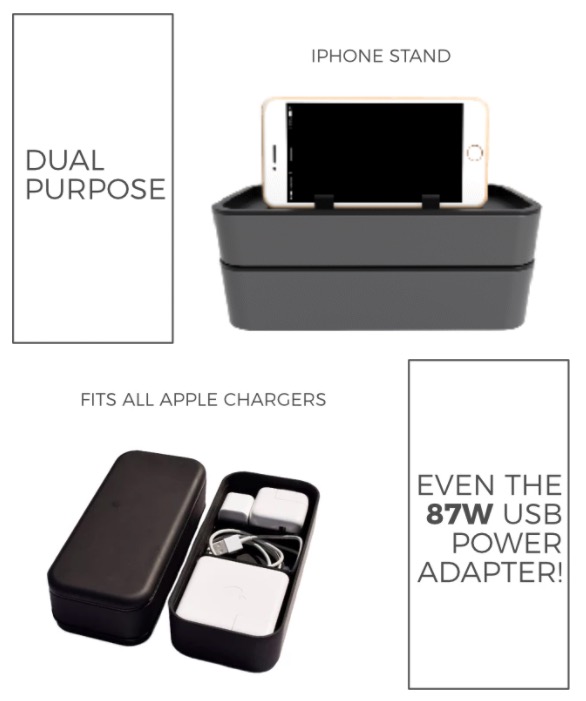 IPHONE STAND
DUAL
PURPOSE
FITS ALL APPLE CHARGERS
EVEN THE
87W USB
POWER
ADAPTER!